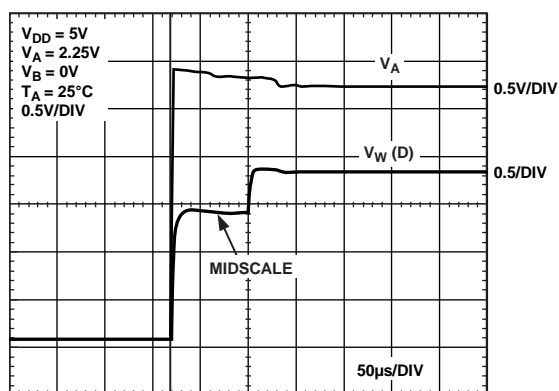 V_DD = 5V
V_A = 2.25V
V_B = 0V
T_A = 25°C
0.5V/DIV
V_A
0.5V/DIV
V_W (D)
0.5/DIV
MIDSCALE
50µs/DIV